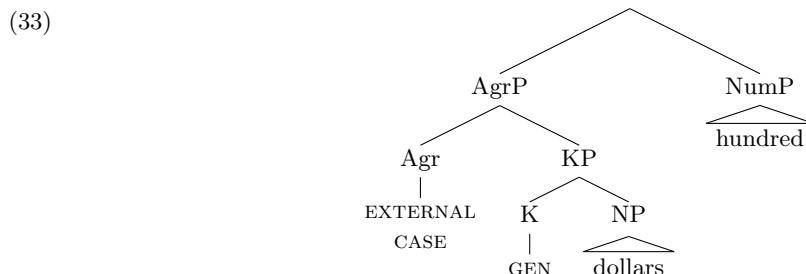 (33)
AgrP NumP
hundred
Agr KP
EXTERNAL K NP
CASE
GEN dollars